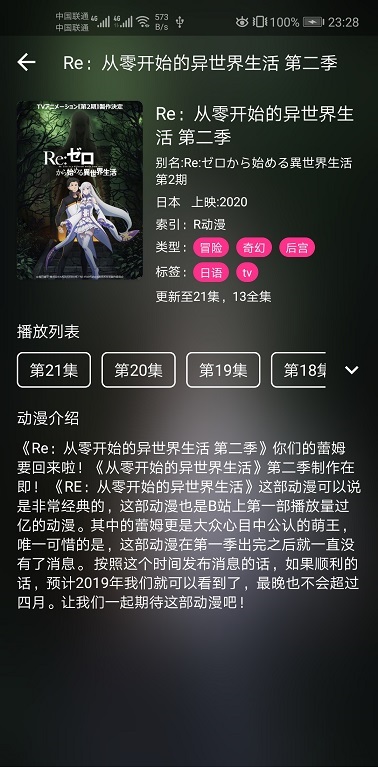 中国联通 4G 4G 573 100% 23:28
中国联通 B/s
Re：从零开始的异世界生活 第二季
TVアニメーション【第2期】製作決定
Re:ゼロ
から始める異世界生活
Re：从零开始的异世界生
活 第二季
别名:Re:ゼロから始める異世界生活
第2期
日本 上映:2020
索引：R动漫
类型： 冒险 奇幻 后宫
标签： 日语 tv
更新至21集，13全集
播放列表
第21集 第20集 第19集 第18集
动漫介绍
《Re：从零开始的异世界生活 第二季》你们的蕾姆
要回来啦！《从零开始的异世界生活》第二季制作在
即！《RE：从零开始的异世界生活》这部动漫可以说
是非常经典的，这部动漫也是B站上第一部播放量过
亿的动漫。其中的蕾姆更是大众心目中公认的萌王，
唯一可惜的是，这部动漫在第一季出完之后就一直没
有了消息。按照这个时间发布消息的话，如果顺利的
话，预计2019年我们就可以看到了，最晚也不会超过
四月。让我们一起期待这部动漫吧！